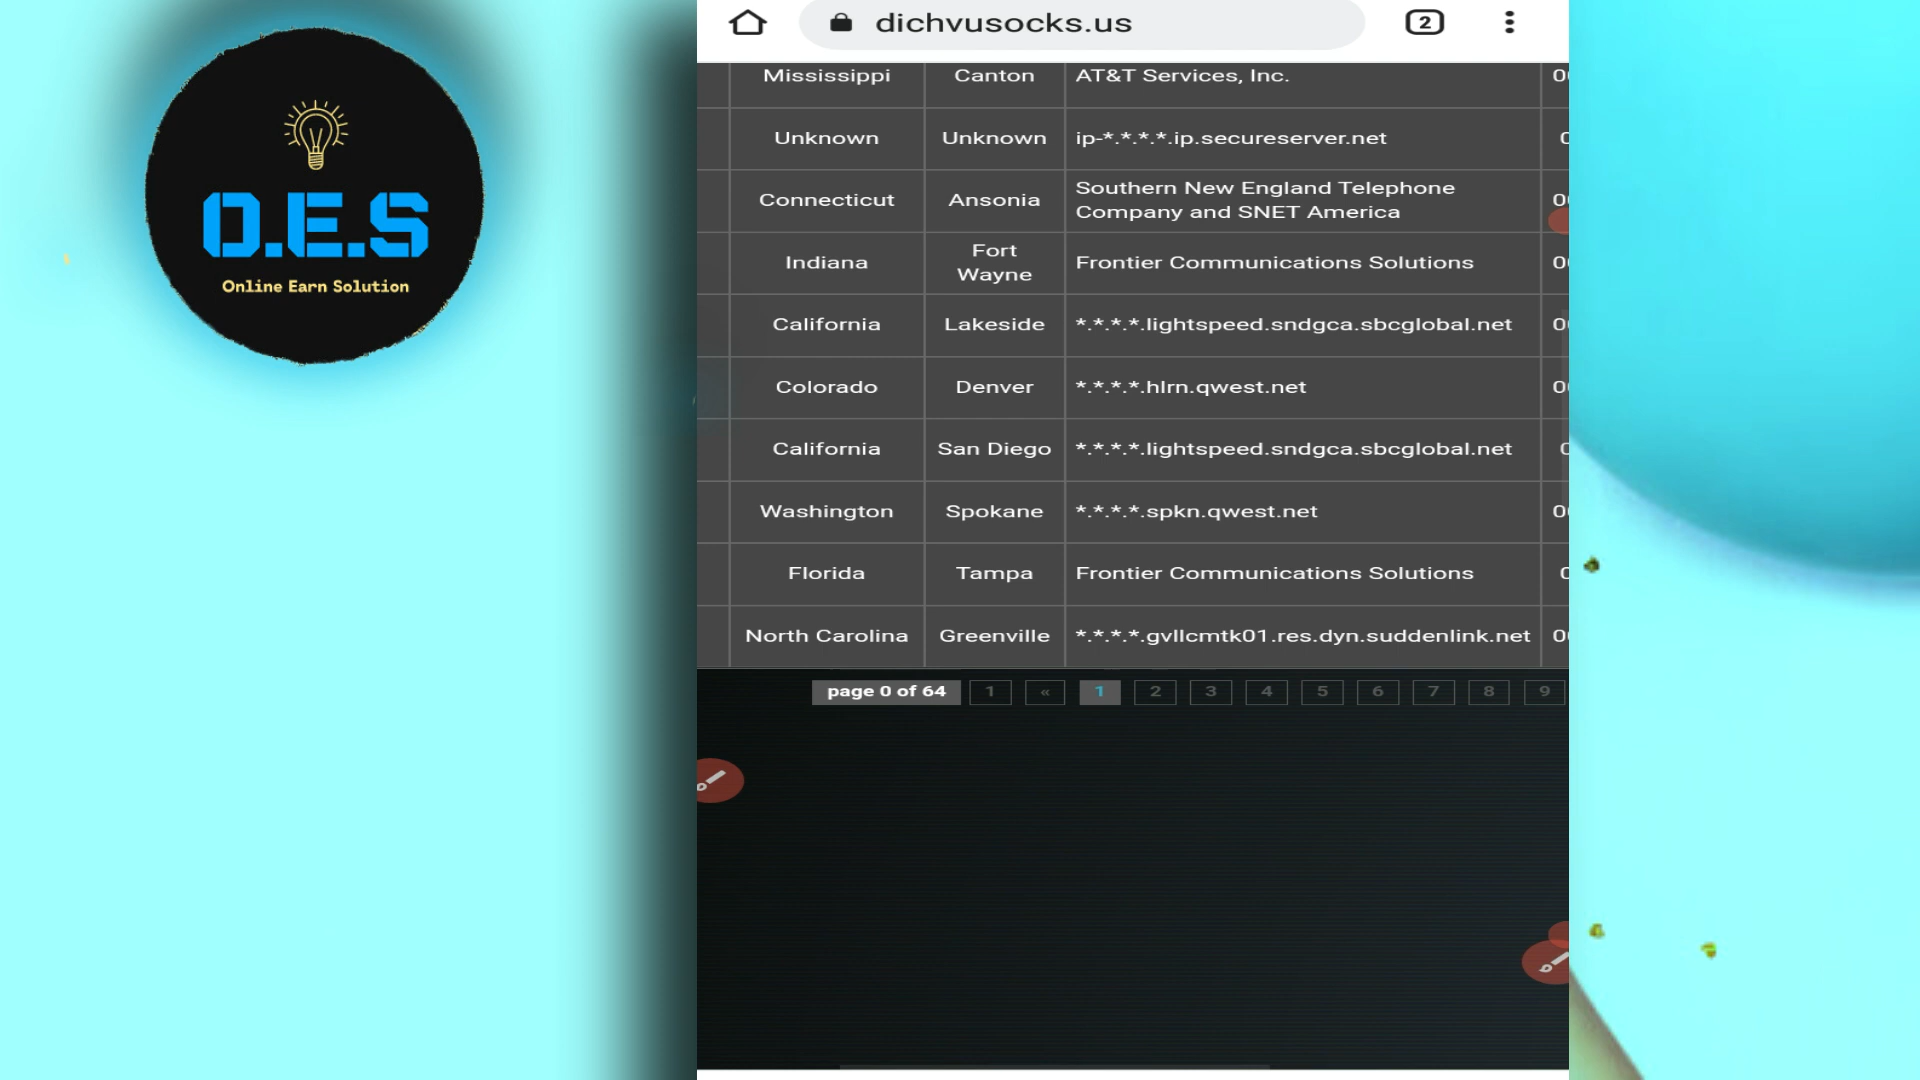 O.E.S
Online Earn Solution
dichvusocks.us
2
Mississippi Canton AT&T Services, Inc.
Unknown Unknown ip-*.*.*.*.ip.secureserver.net
Connecticut Ansonia Southern New England Telephone
Company and SNET America
Indiana Fort
Wayne Frontier Communications Solutions
California Lakeside *.*.*.*.lightspeed.sndgca.sbcglobal.net
Colorado Denver *.*.*.*.hlrn.qwest.net
California San Diego *.*.*.*.lightspeed.sndgca.sbcglobal.net
Washington Spokane *.*.*.*.spkn.qwest.net
Florida Tampa Frontier Communications Solutions
North Carolina Greenville *.*.*.*.gvllcmtk01.res.dyn.suddenlink.net
page 0 of 64 1 « 1 2 3 4 5 6 7 8 9